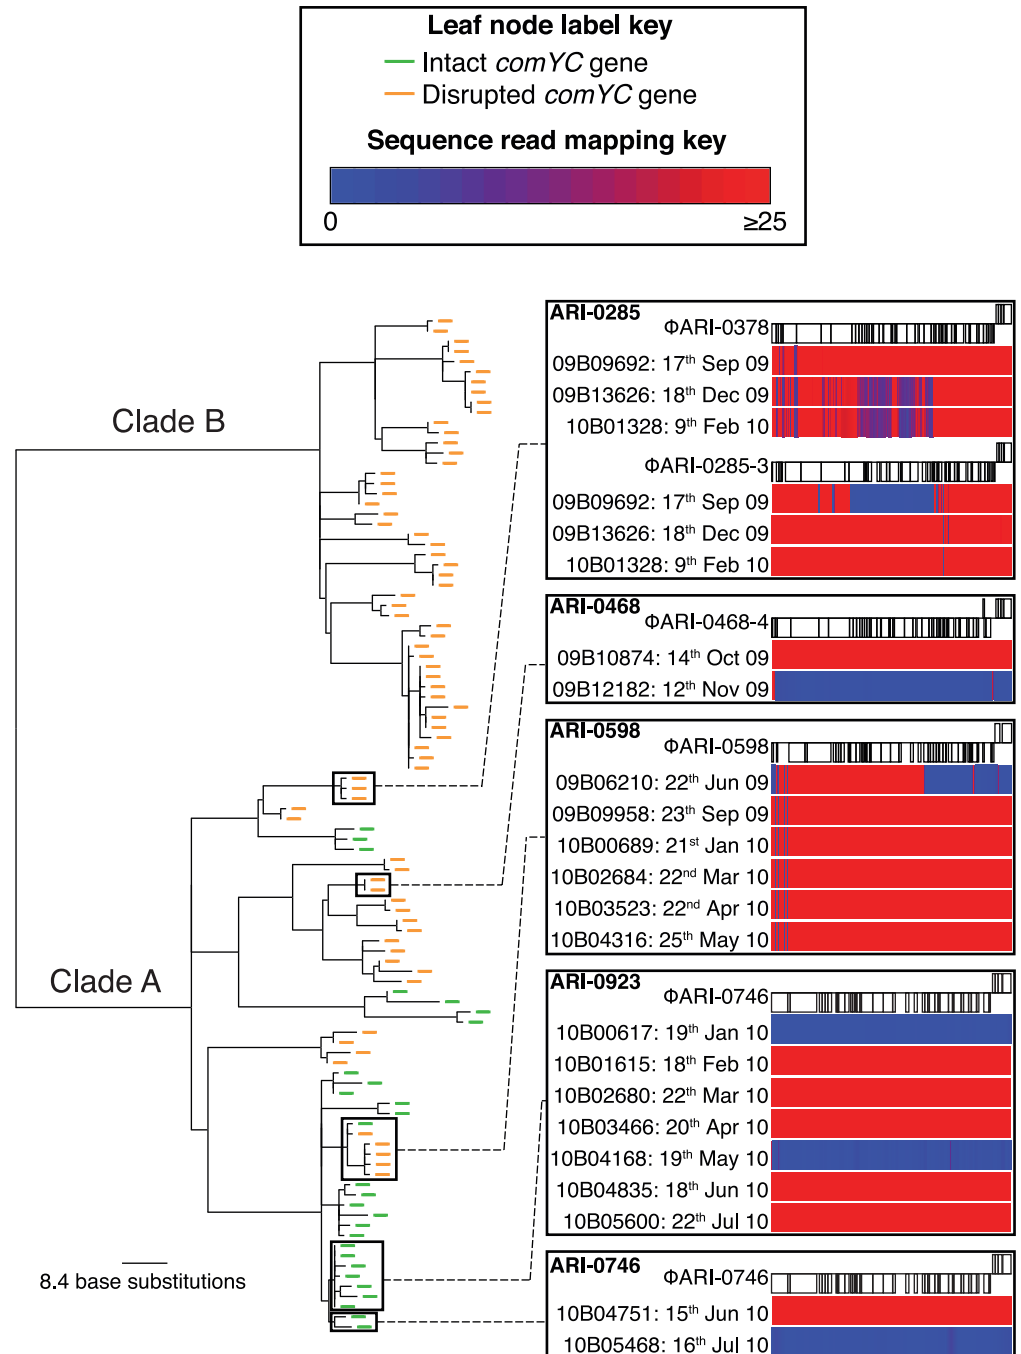 Leaf node label key
Intact comYC gene
Disrupted comYC gene
Sequence read mapping key
0 ≥25
Clade B
Clade A
8.4 base substitutions
ARI-0285
ΦARI-0378
09B09692: 17th Sep 09
09B13626: 18th Dec 09
10B01328: 9th Feb 10
ΦARI-0285-3
09B09692: 17th Sep 09
09B13626: 18th Dec 09
10B01328: 9th Feb 10
ARI-0468
ΦARI-0468-4
09B10874: 14th Oct 09
09B12182: 12th Nov 09
ARI-0598
ΦARI-0598
09B06210: 22th Jun 09
09B09958: 23th Sep 09
10B00689: 21st Jan 10
10B02684: 22nd Mar 10
10B03523: 22nd Apr 10
10B04316: 25th May 10
ARI-0923
ΦARI-0746
10B00617: 19th Jan 10
10B01615: 18th Feb 10
10B02680: 22th Mar 10
10B03466: 20th Apr 10
10B04168: 19th May 10
10B04835: 18th Jun 10
10B05600: 22th Jul 10
ARI-0746
ΦARI-0746
10B04751: 15th Jun 10
10B05468: 16th Jul 10